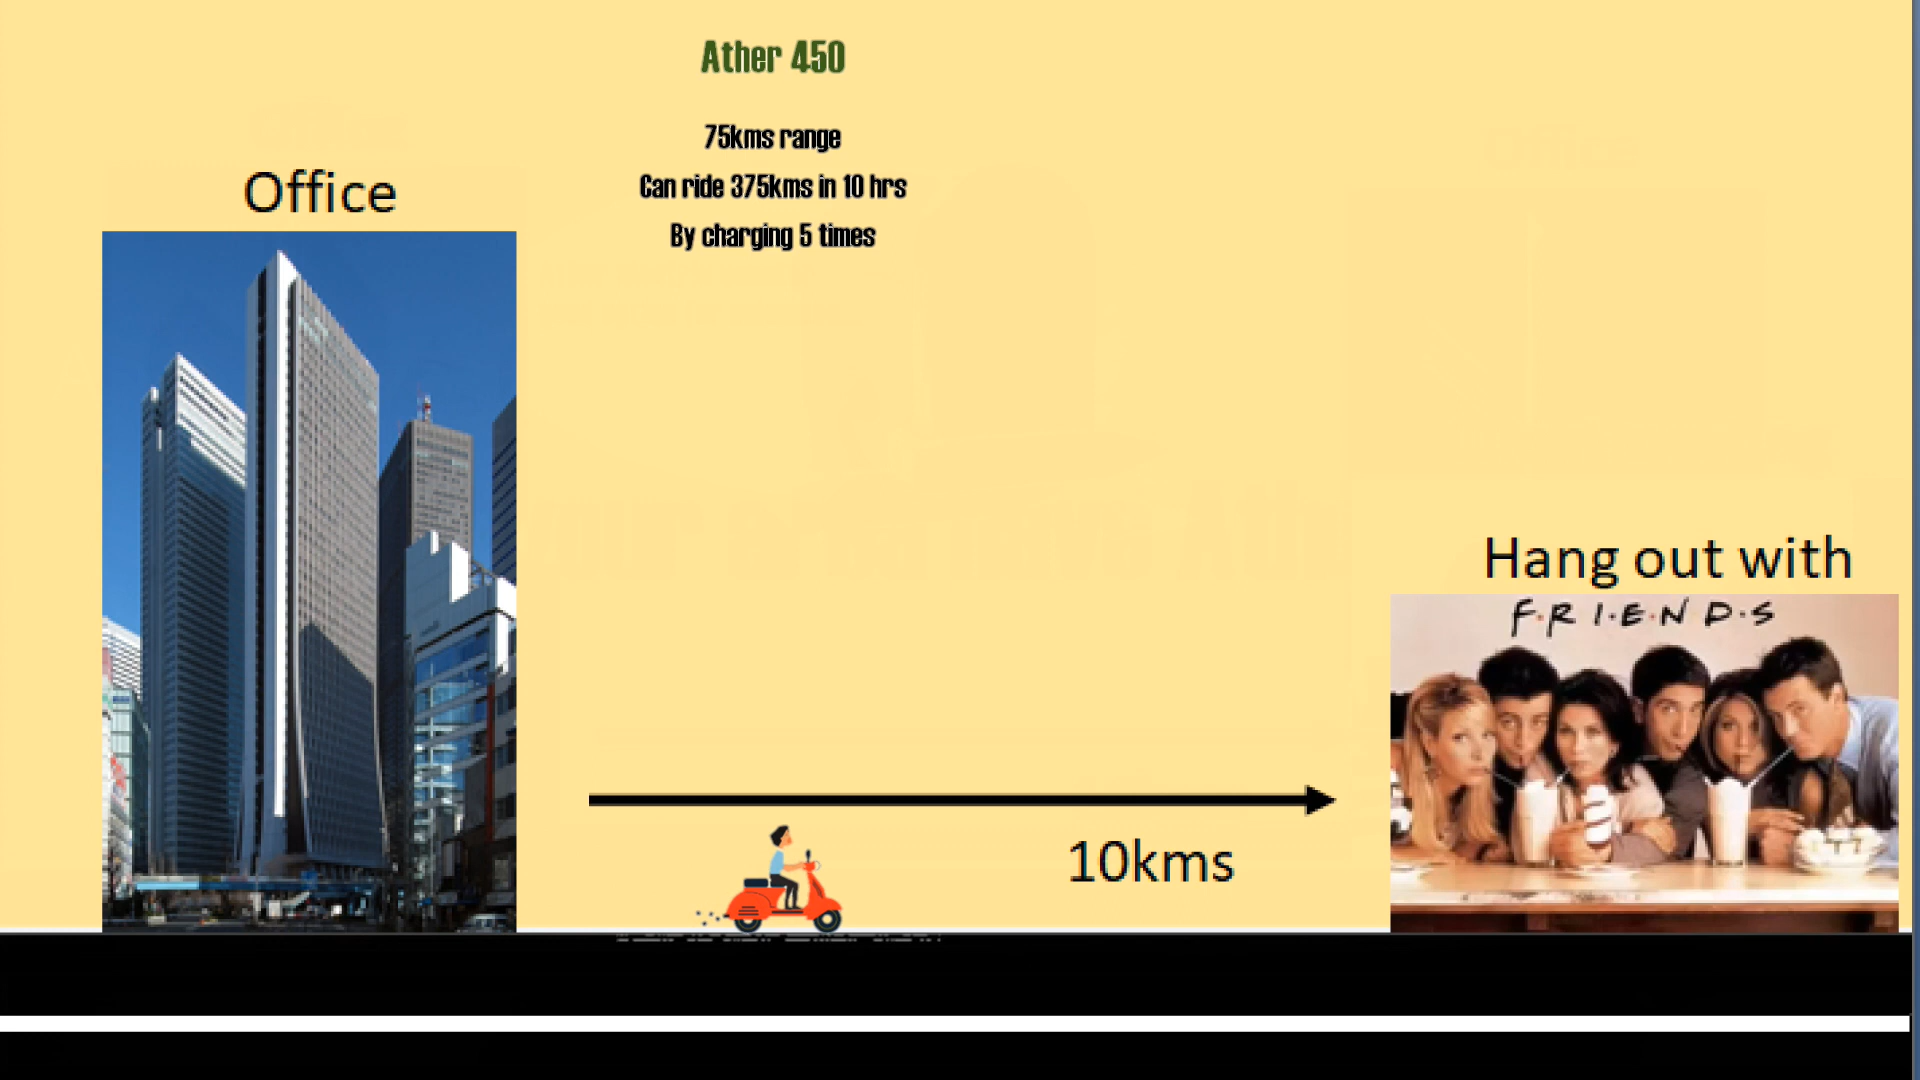 Ather 450
75kms range
Can ride 375kms in 10 hrs
By charging 5 times
Office
Hang out with
F·R·I·E·N·D·S
10kms